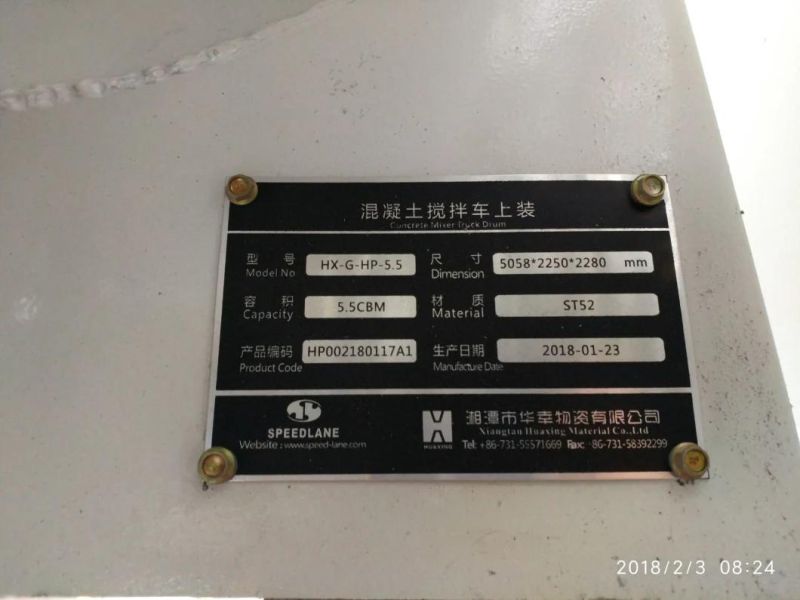 混凝土搅拌车上装
Concrete Mixer Truck Drum
型 号 HX-G-HP-5.5 尺 寸 5058*2250*2280 mm
Model No Dimension
容 积 5.5CBM 材 质 ST52
Capacity Material
产品编码 HP002180117A1 生产日期 2018-01-23
Product Code Manufacture Date
SPEEDLANE
Website：www.speed-lane.com
HUAXING
湘潭市华幸物资有限公司
Xiangtan Huaxing Material Co.,Ltd
Tel: +86-731-55571669 Fax: +86-731-58392299
2018/2/3 08:24